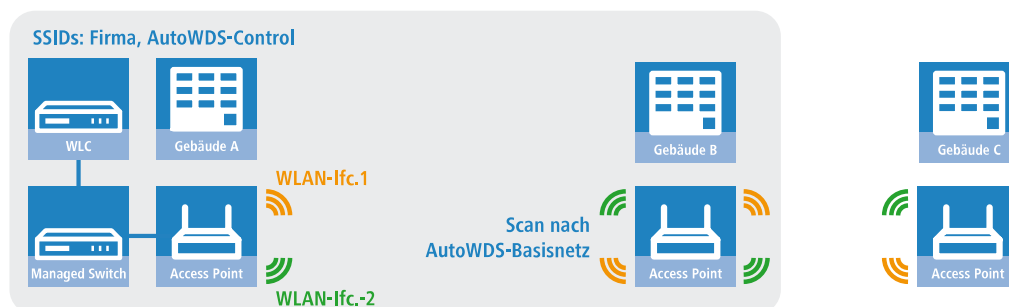 SSIDs: Firma, AutoWDS-Control
WLC
Gebäude A
Gebäude B
Gebäude C
WLAN-Ifc.1
Scan nach
AutoWDS-Basisnetz
Managed Switch
Access Point
Access Point
Access Point
WLAN-Ifc.-2